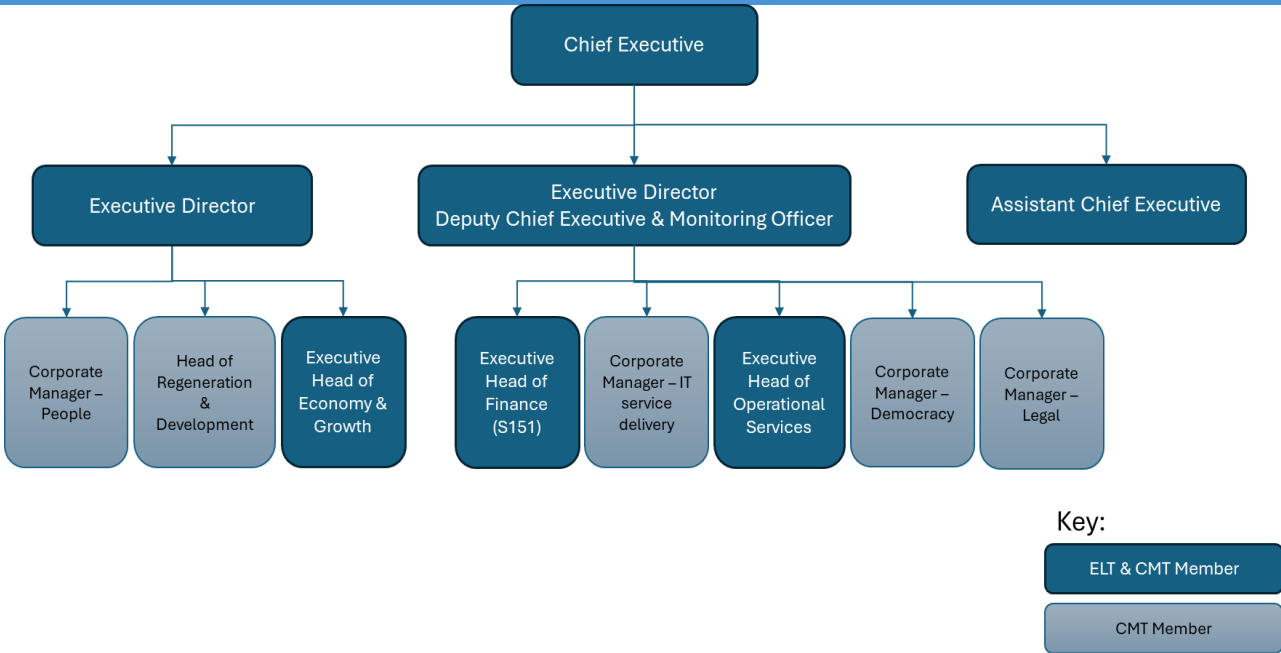 Chief Executive
Executive Director
Executive Director
Deputy Chief Executive & Monitoring Officer
Assistant Chief Executive
Corporate
Manager –
People
Head of
Regeneration
&
Development
Executive
Head of
Economy &
Growth
Executive
Head of
Finance
(S151)
Corporate
Manager – IT
service
delivery
Executive
Head of
Operational
Services
Corporate
Manager –
Democracy
Corporate
Manager –
Legal
Key:
ELT & CMT Member
CMT Member